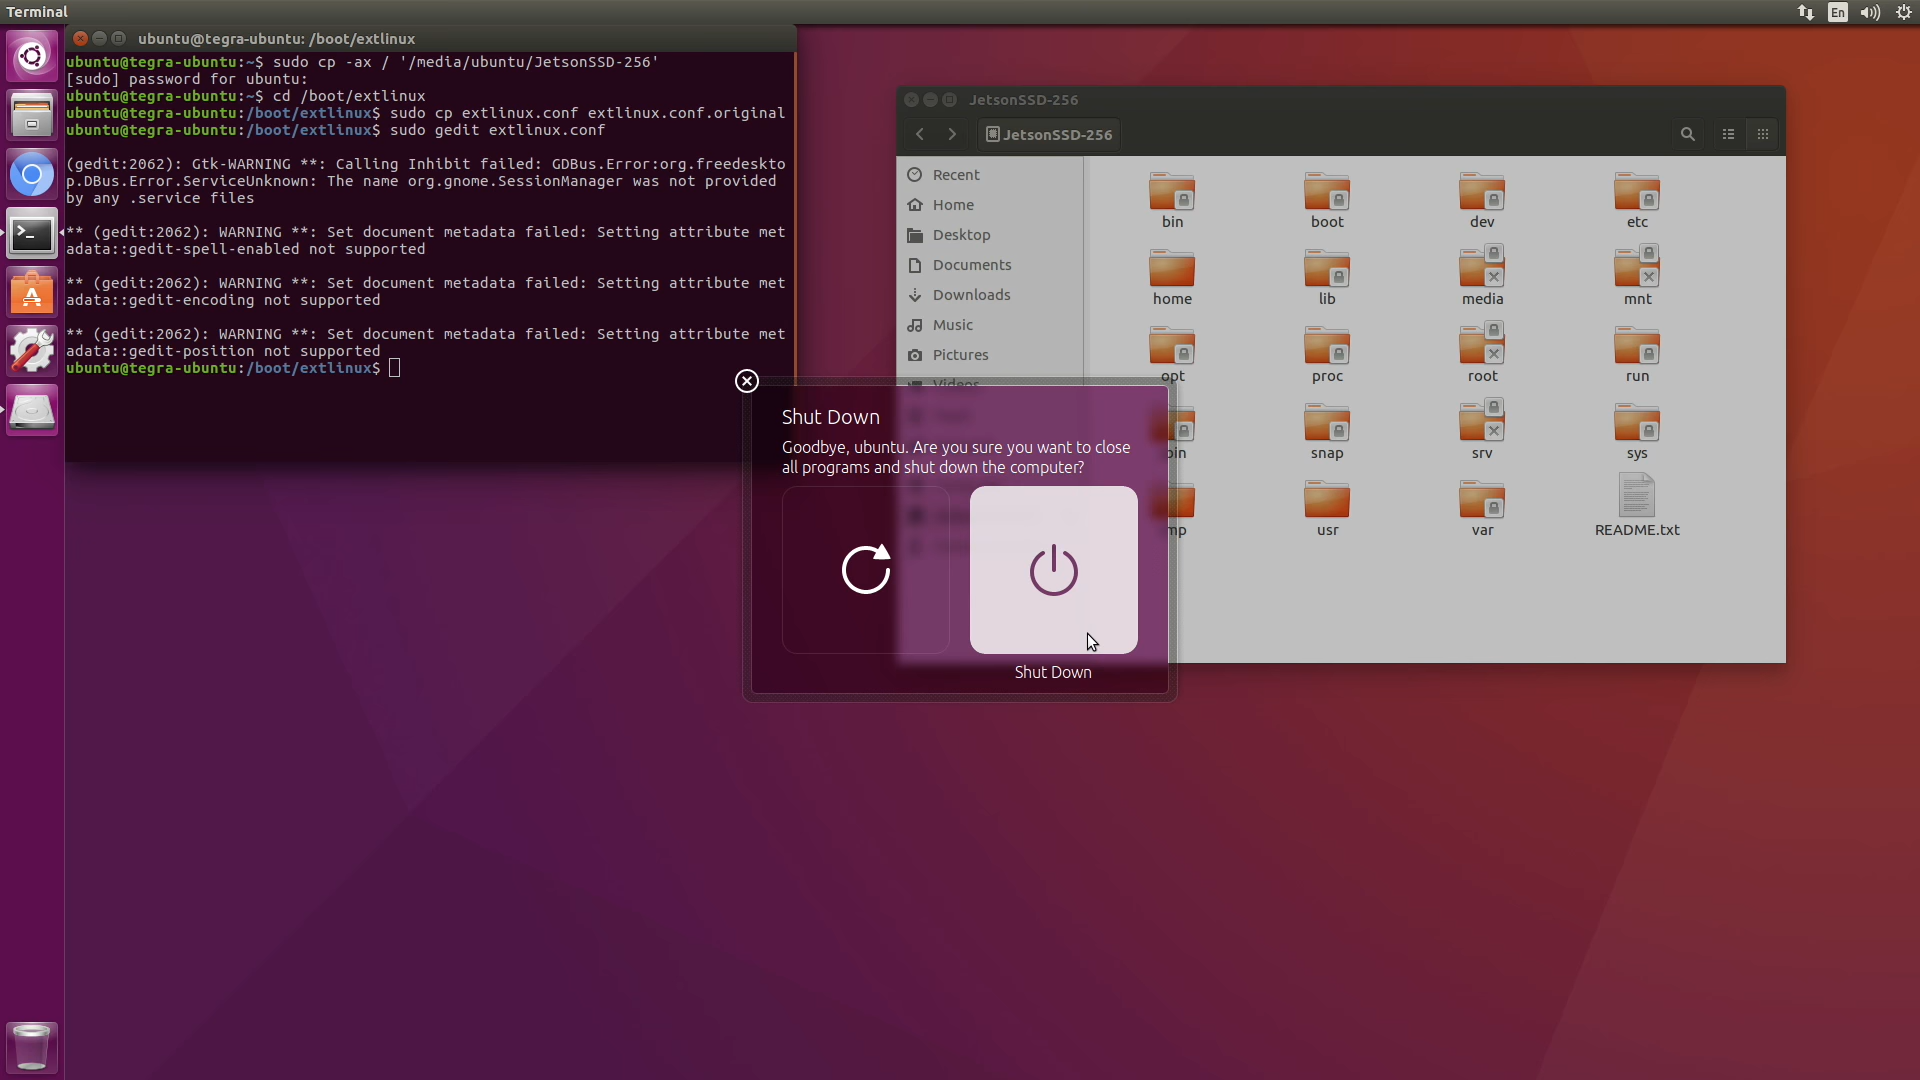 Terminal
En
ubuntu@tegra-ubuntu: /boot/extlinux
ubuntu@tegra-ubuntu:~$ sudo cp -ax / '/media/ubuntu/JetsonSSD-256'
[sudo] password for ubuntu:
ubuntu@tegra-ubuntu:~$ cd /boot/extlinux
ubuntu@tegra-ubuntu:/boot/extlinux$ sudo cp extlinux.conf extlinux.conf.original
ubuntu@tegra-ubuntu:/boot/extlinux$ sudo gedit extlinux.conf
(gedit:2062): Gtk-WARNING **: Calling Inhibit failed: GDBus.Error:org.freedeskto
p.DBus.Error.ServiceUnknown: The name org.gnome.SessionManager was not provided
by any .service files
** (gedit:2062): WARNING **: Set document metadata failed: Setting attribute met
adata::gedit-spell-enabled not supported
** (gedit:2062): WARNING **: Set document metadata failed: Setting attribute met
adata::gedit-encoding not supported
** (gedit:2062): WARNING **: Set document metadata failed: Setting attribute met
adata::gedit-position not supported
ubuntu@tegra-ubuntu:/boot/extlinux$
JetsonSSD-256
JetsonSSD-256
Recent
Home
Desktop
Documents
Downloads
Music
Pictures
Videos
bin
boot
dev
etc
home
lib
media
mnt
opt
proc
root
run
snap
srv
sys
usr
var
README.txt
Shut Down
Goodbye, ubuntu. Are you sure you want to close
all programs and shut down the computer?
Shut Down